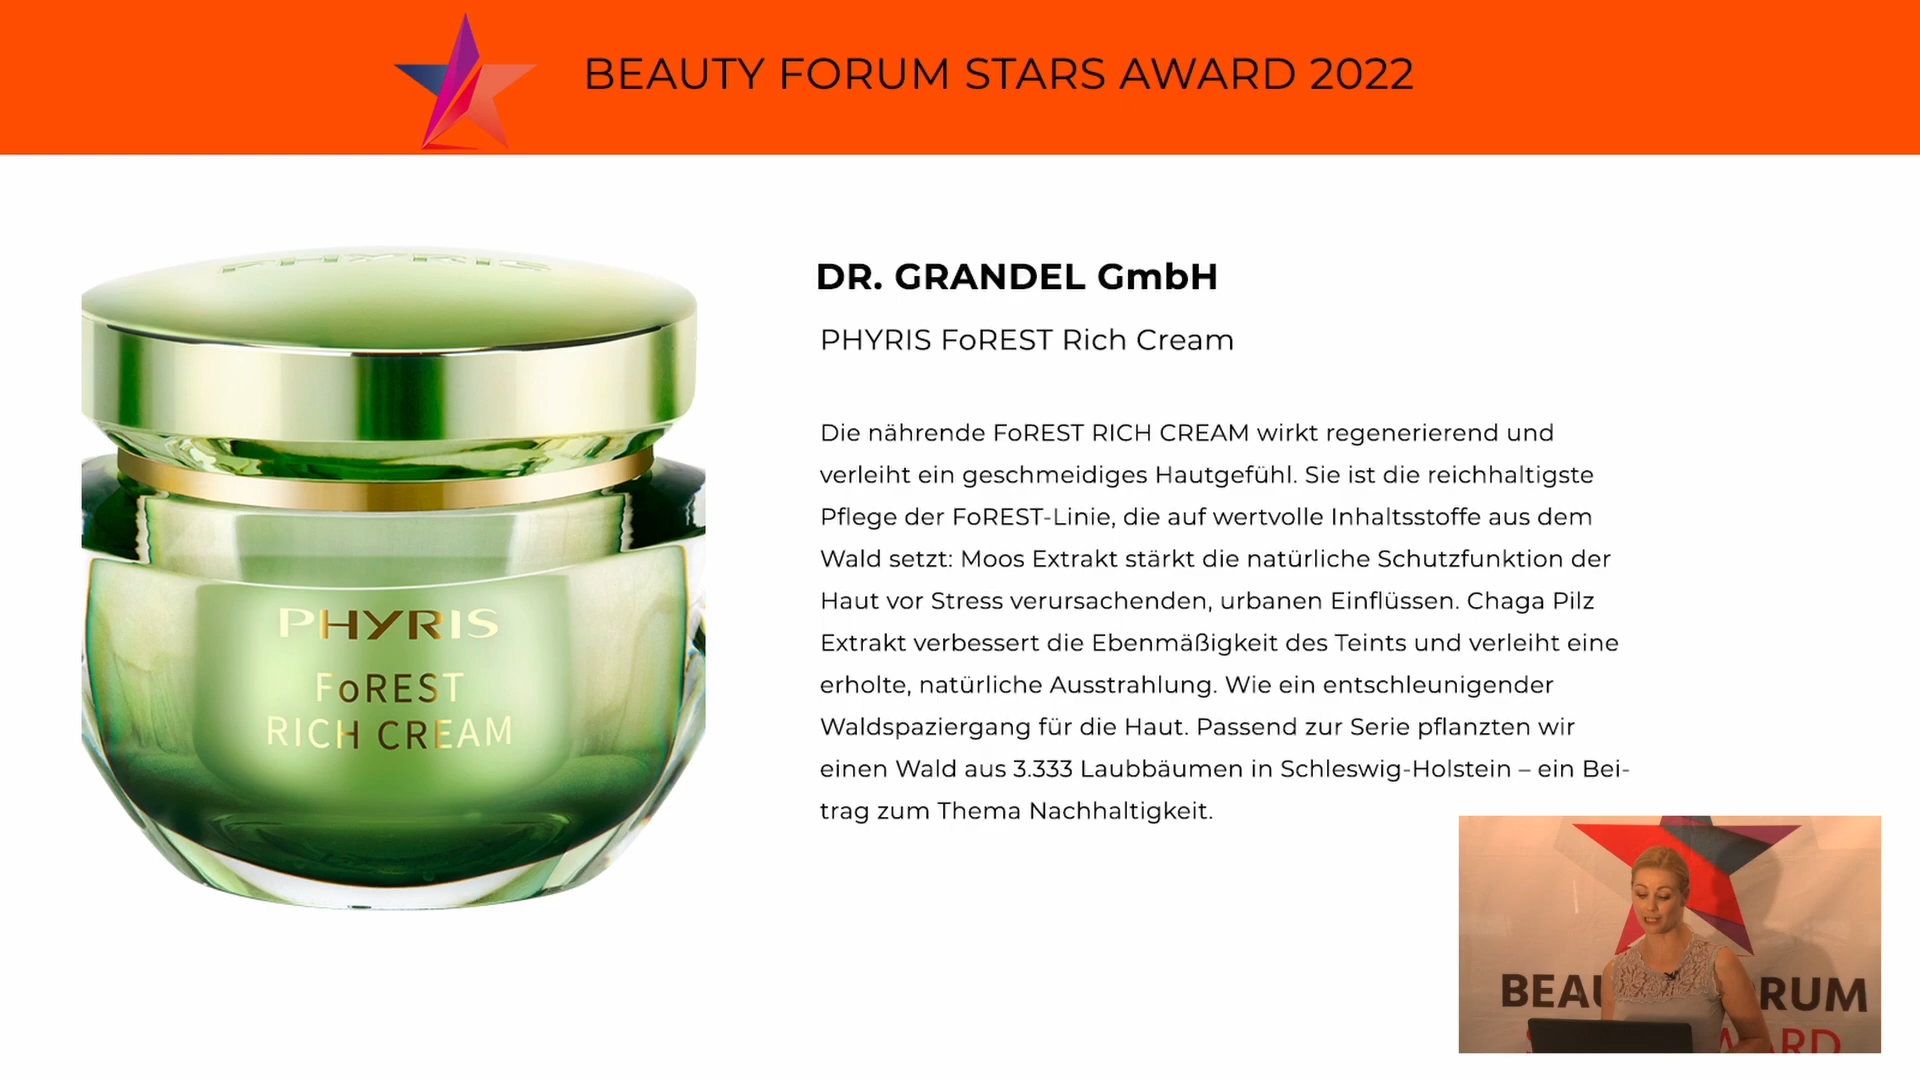 BEAUTY FORUM STARS AWARD 2022
PHYRIS
DR. GRANDEL GmbH
PHYRIS FoREST Rich Cream
Die nährende FoREST RICH CREAM wirkt regenerierend und
verleiht ein geschmeidiges Hautgefühl. Sie ist die reichhaltigste
Pflege der FoREST-Linie, die auf wertvolle Inhaltsstoffe aus dem
Wald setzt: Moos Extrakt stärkt die natürliche Schutzfunktion der
Haut vor Stress verursachenden, urbanen Einflüssen. Chaga Pilz
Extrakt verbessert die Ebenmäßigkeit des Teints und verleiht eine
erholte, natürliche Ausstrahlung. Wie ein entschleunigender
Waldspaziergang für die Haut. Passend zur Serie pflanzten wir
einen Wald aus 3.333 Laubbäumen in Schleswig-Holstein – ein Bei-
trag zum Thema Nachhaltigkeit.
PHYRIS
FoREST
RICH CREAM
BEAU RUM